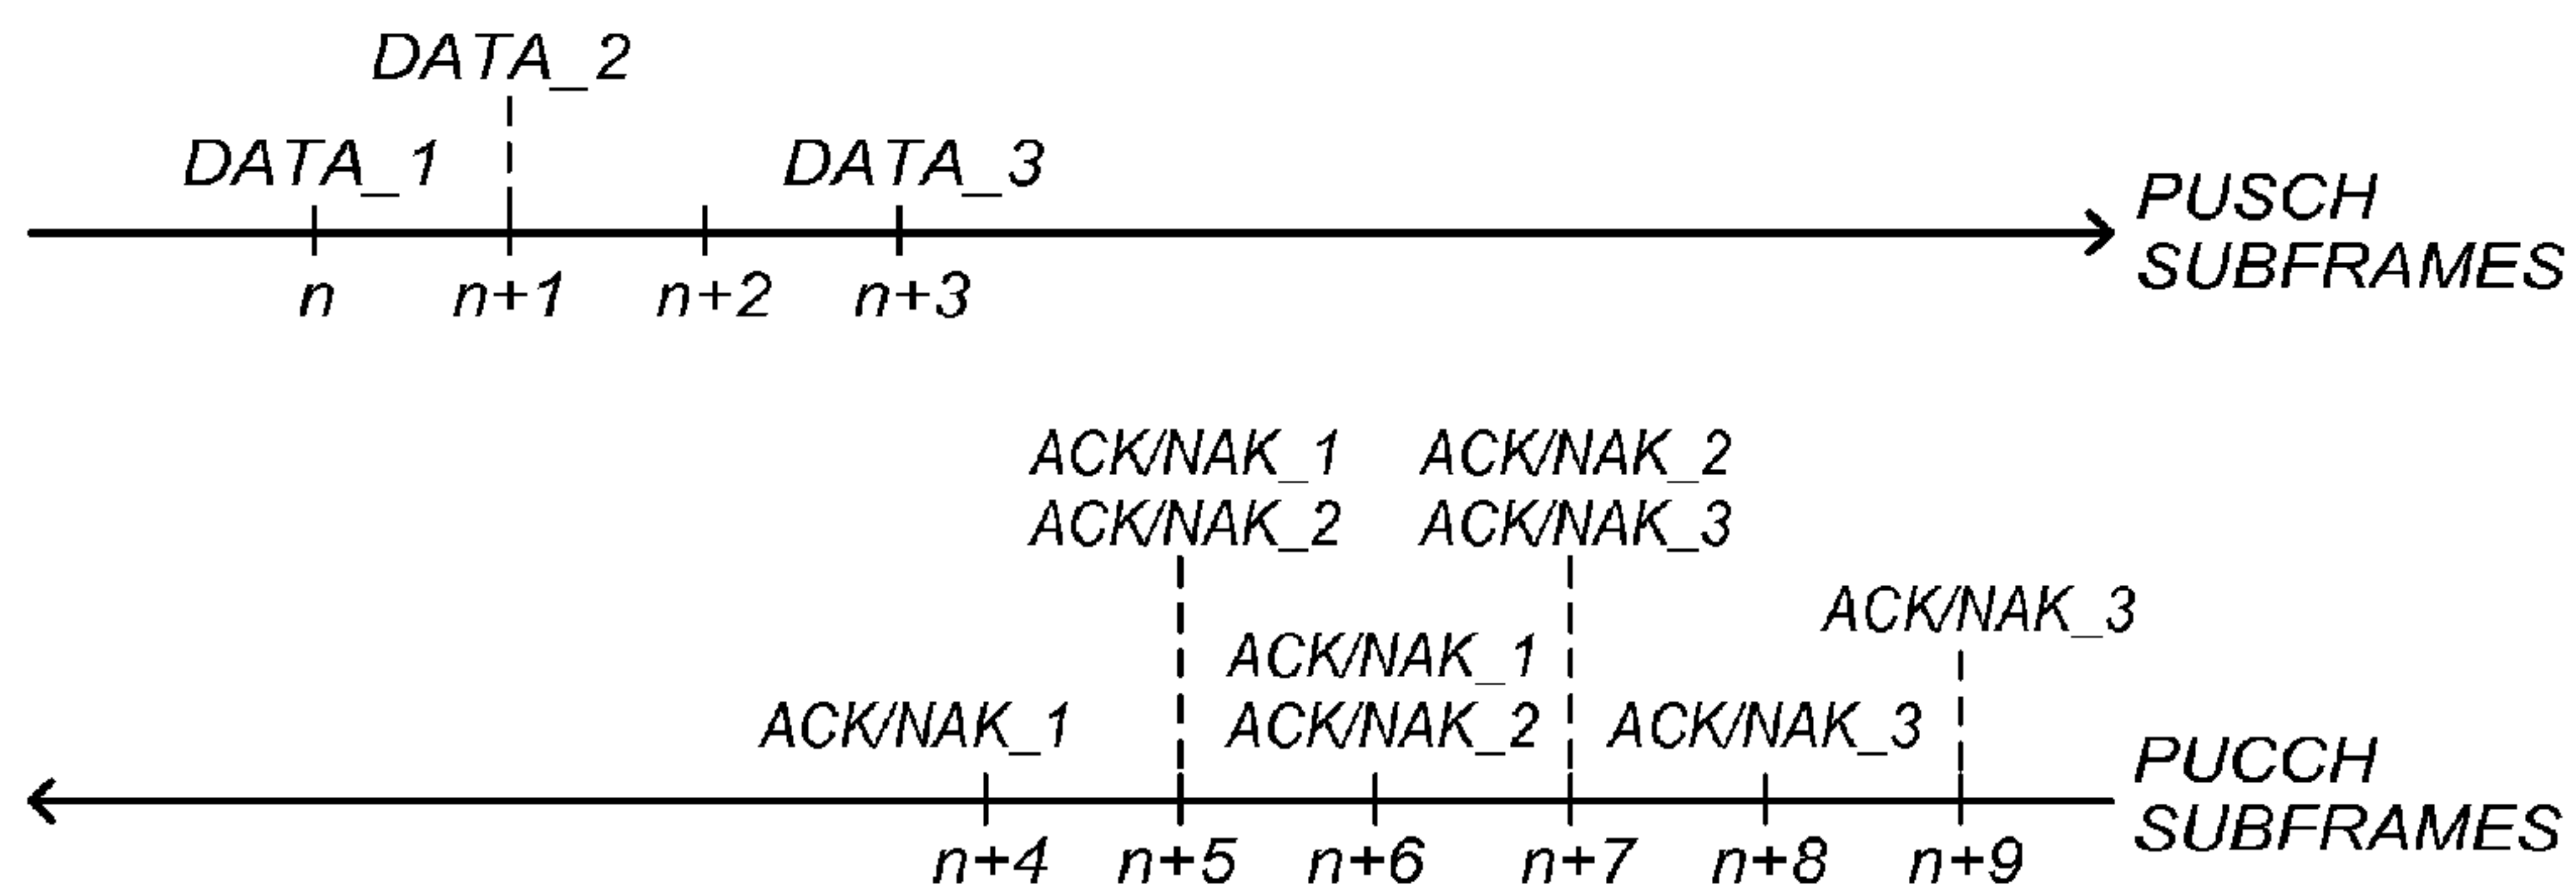 DATA_2
DATA_1
DATA_3
PUSCH
SUBFRAMES
n
n+1
n+2
n+3
ACK/NAK_1
ACK/NAK_2
ACK/NAK_2
ACK/NAK_3
ACK/NAK_3
ACK/NAK_1
ACK/NAK_1
ACK/NAK_2
ACK/NAK_3
PUCCH
SUBFRAMES
n+4
n+5
n+6
n+7
n+8
n+9